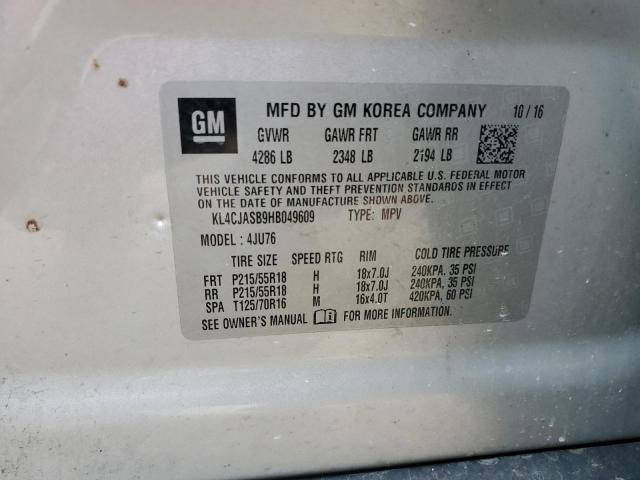 GM
MFD BY GM KOREA COMPANY 10/16
GVWR GAWR FRT GAWR RR
4286 LB 2348 LB 2194 LB
THIS VEHICLE CONFORMS TO ALL APPLICABLE U.S. FEDERAL MOTOR
VEHICLE SAFETY AND THEFT PREVENTION STANDARDS IN EFFECT
ON THE DATE OF MANUFACTURE SHOWN ABOVE.
KL4CJASB9HB049609 TYPE: MPV
MODEL: 4JU76
TIRE SIZE SPEED RTG RIM COLD TIRE PRESSURE
FRT P215/55R18 H 18x7.0J 240KPA, 35 PSI
RR P215/55R18 H 18x7.0J 240KPA, 35 PSI
SPA T125/70R16 M 16x4.0T 420KPA, 60 PSI
SEE OWNER'S MANUAL FOR MORE INFORMATION.